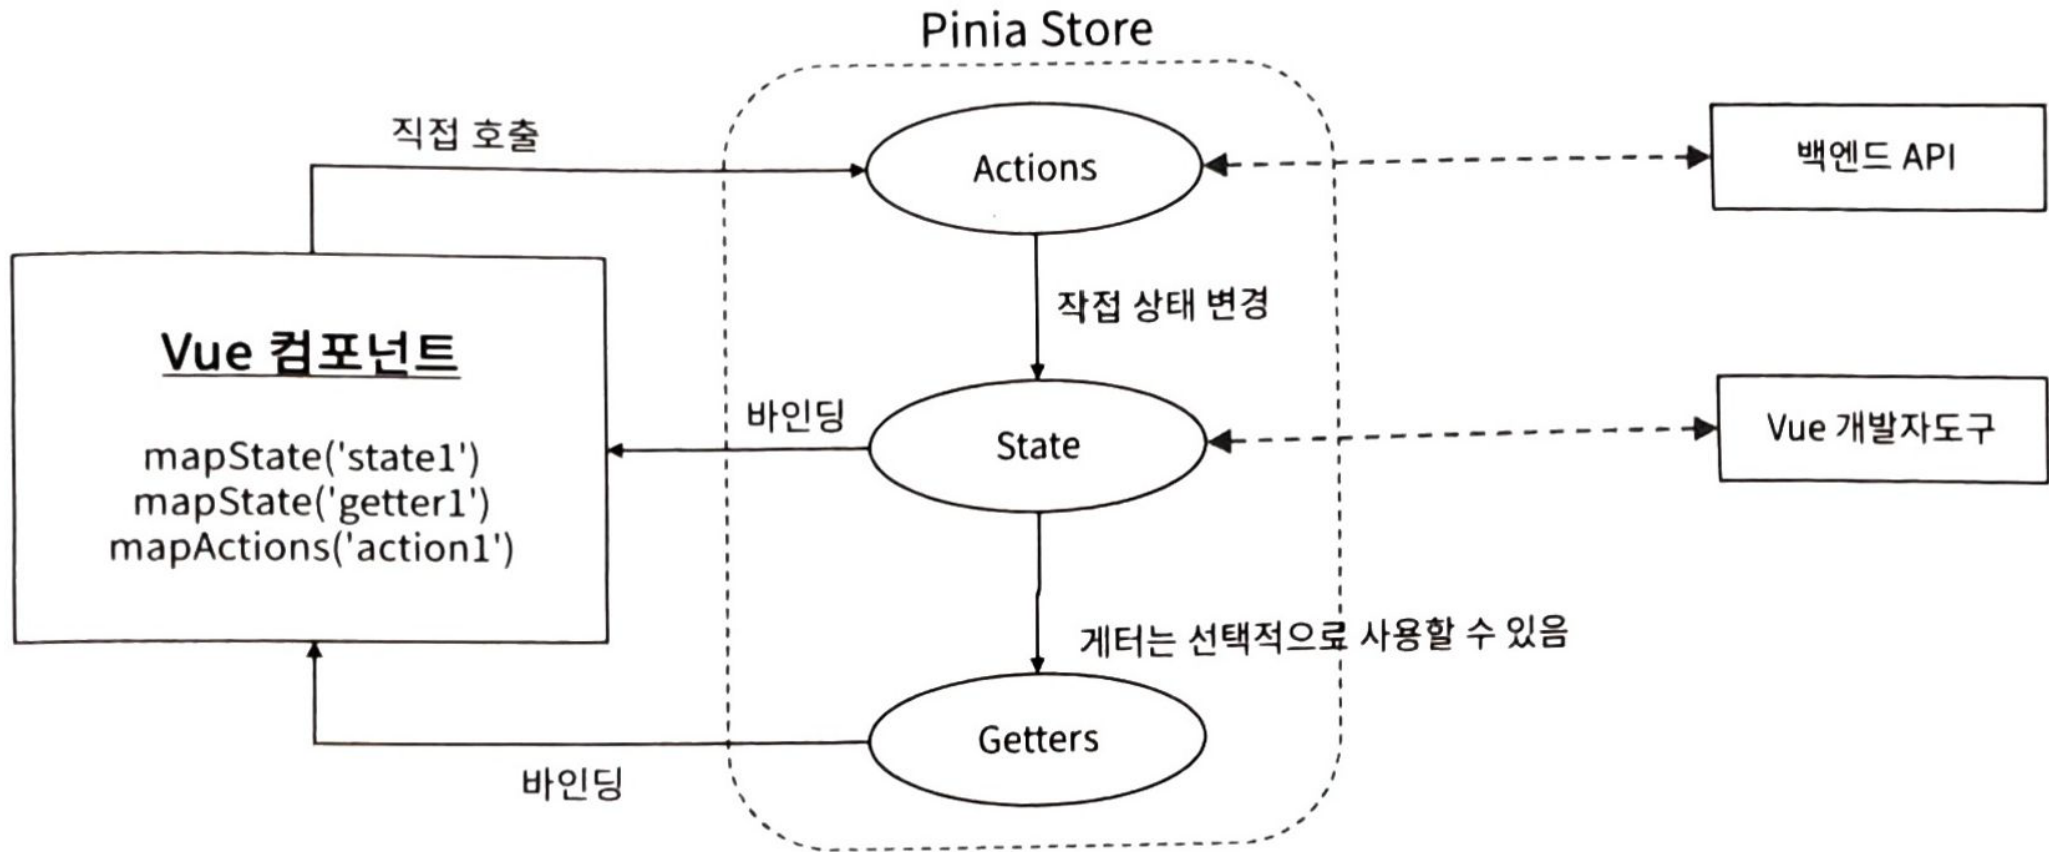 Pinia Store
직접 호출
Actions
백엔드 API
작접 상태 변경
Vue 컴포넌트
mapState('state1')
mapState('getter1')
mapActions('action1')
바인딩
State
Vue 개발자도구
게터는 선택적으로 사용할 수 있음
Getters
바인딩